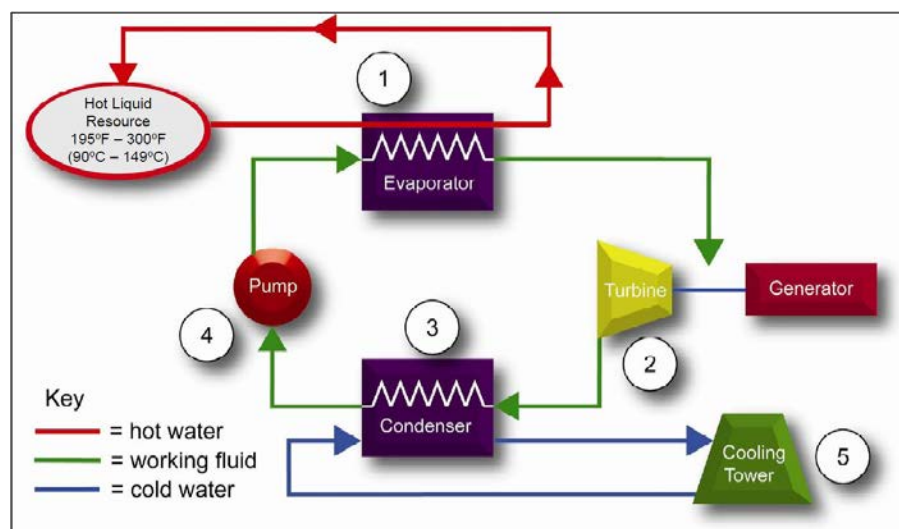 1
Hot Liquid
Resource
195ºF – 300ºF
(90ºC – 149ºC)
Evaporator
Pump
Turbine
Generator
4
3
2
Condenser
Cooling
Tower
5
Key
= hot water
= working fluid
= cold water